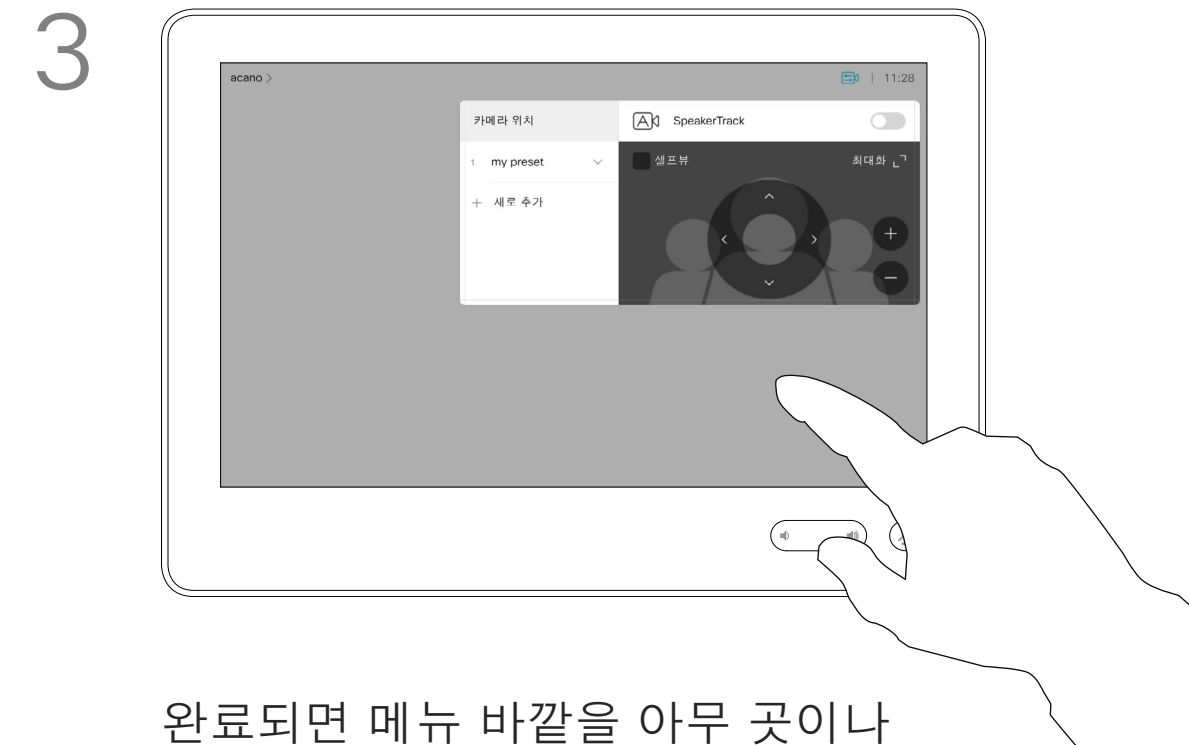 3
acano >
11:28
카메라 위치
SpeakerTrack
1 my preset
셀프뷰
최대화
+ 새로 추가
완료되면 메뉴 바깥을 아무 곳이나